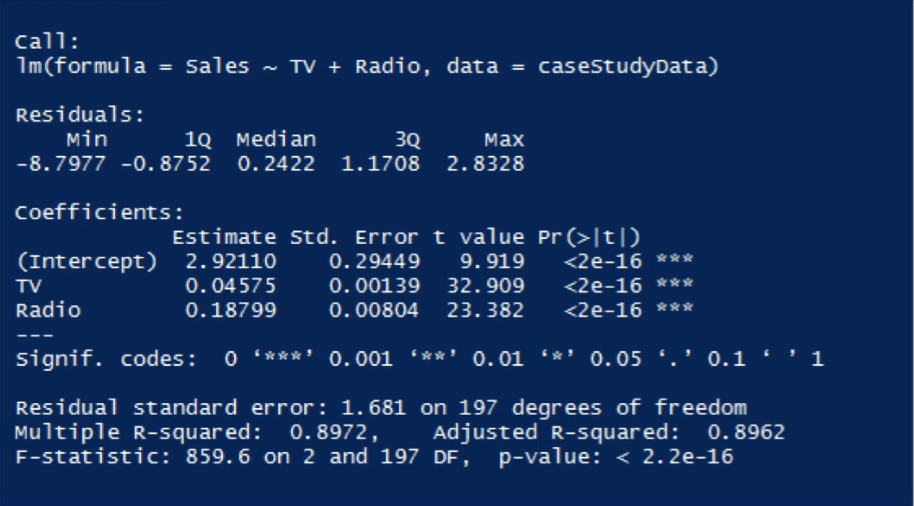 Call:
lm(formula = Sales ~ TV + Radio, data = caseStudyData)
Residuals:
    Min      1Q  Median      3Q     Max
-8.7977 -0.8752  0.2422  1.1708  2.8328
Coefficients:
            Estimate Std. Error t value Pr(>|t|)
(Intercept)  2.92110    0.29449   9.919   <2e-16 ***
TV           0.04575    0.00139  32.909   <2e-16 ***
Radio        0.18799    0.00804  23.382   <2e-16 ***
---
Signif. codes:  0 ‘***’ 0.001 ‘**’ 0.01 ‘*’ 0.05 ‘.’ 0.1 ‘ ’ 1
Residual standard error: 1.681 on 197 degrees of freedom
Multiple R-squared:  0.8972,    Adjusted R-squared:  0.8962
F-statistic: 859.6 on 2 and 197 DF,  p-value: < 2.2e-16